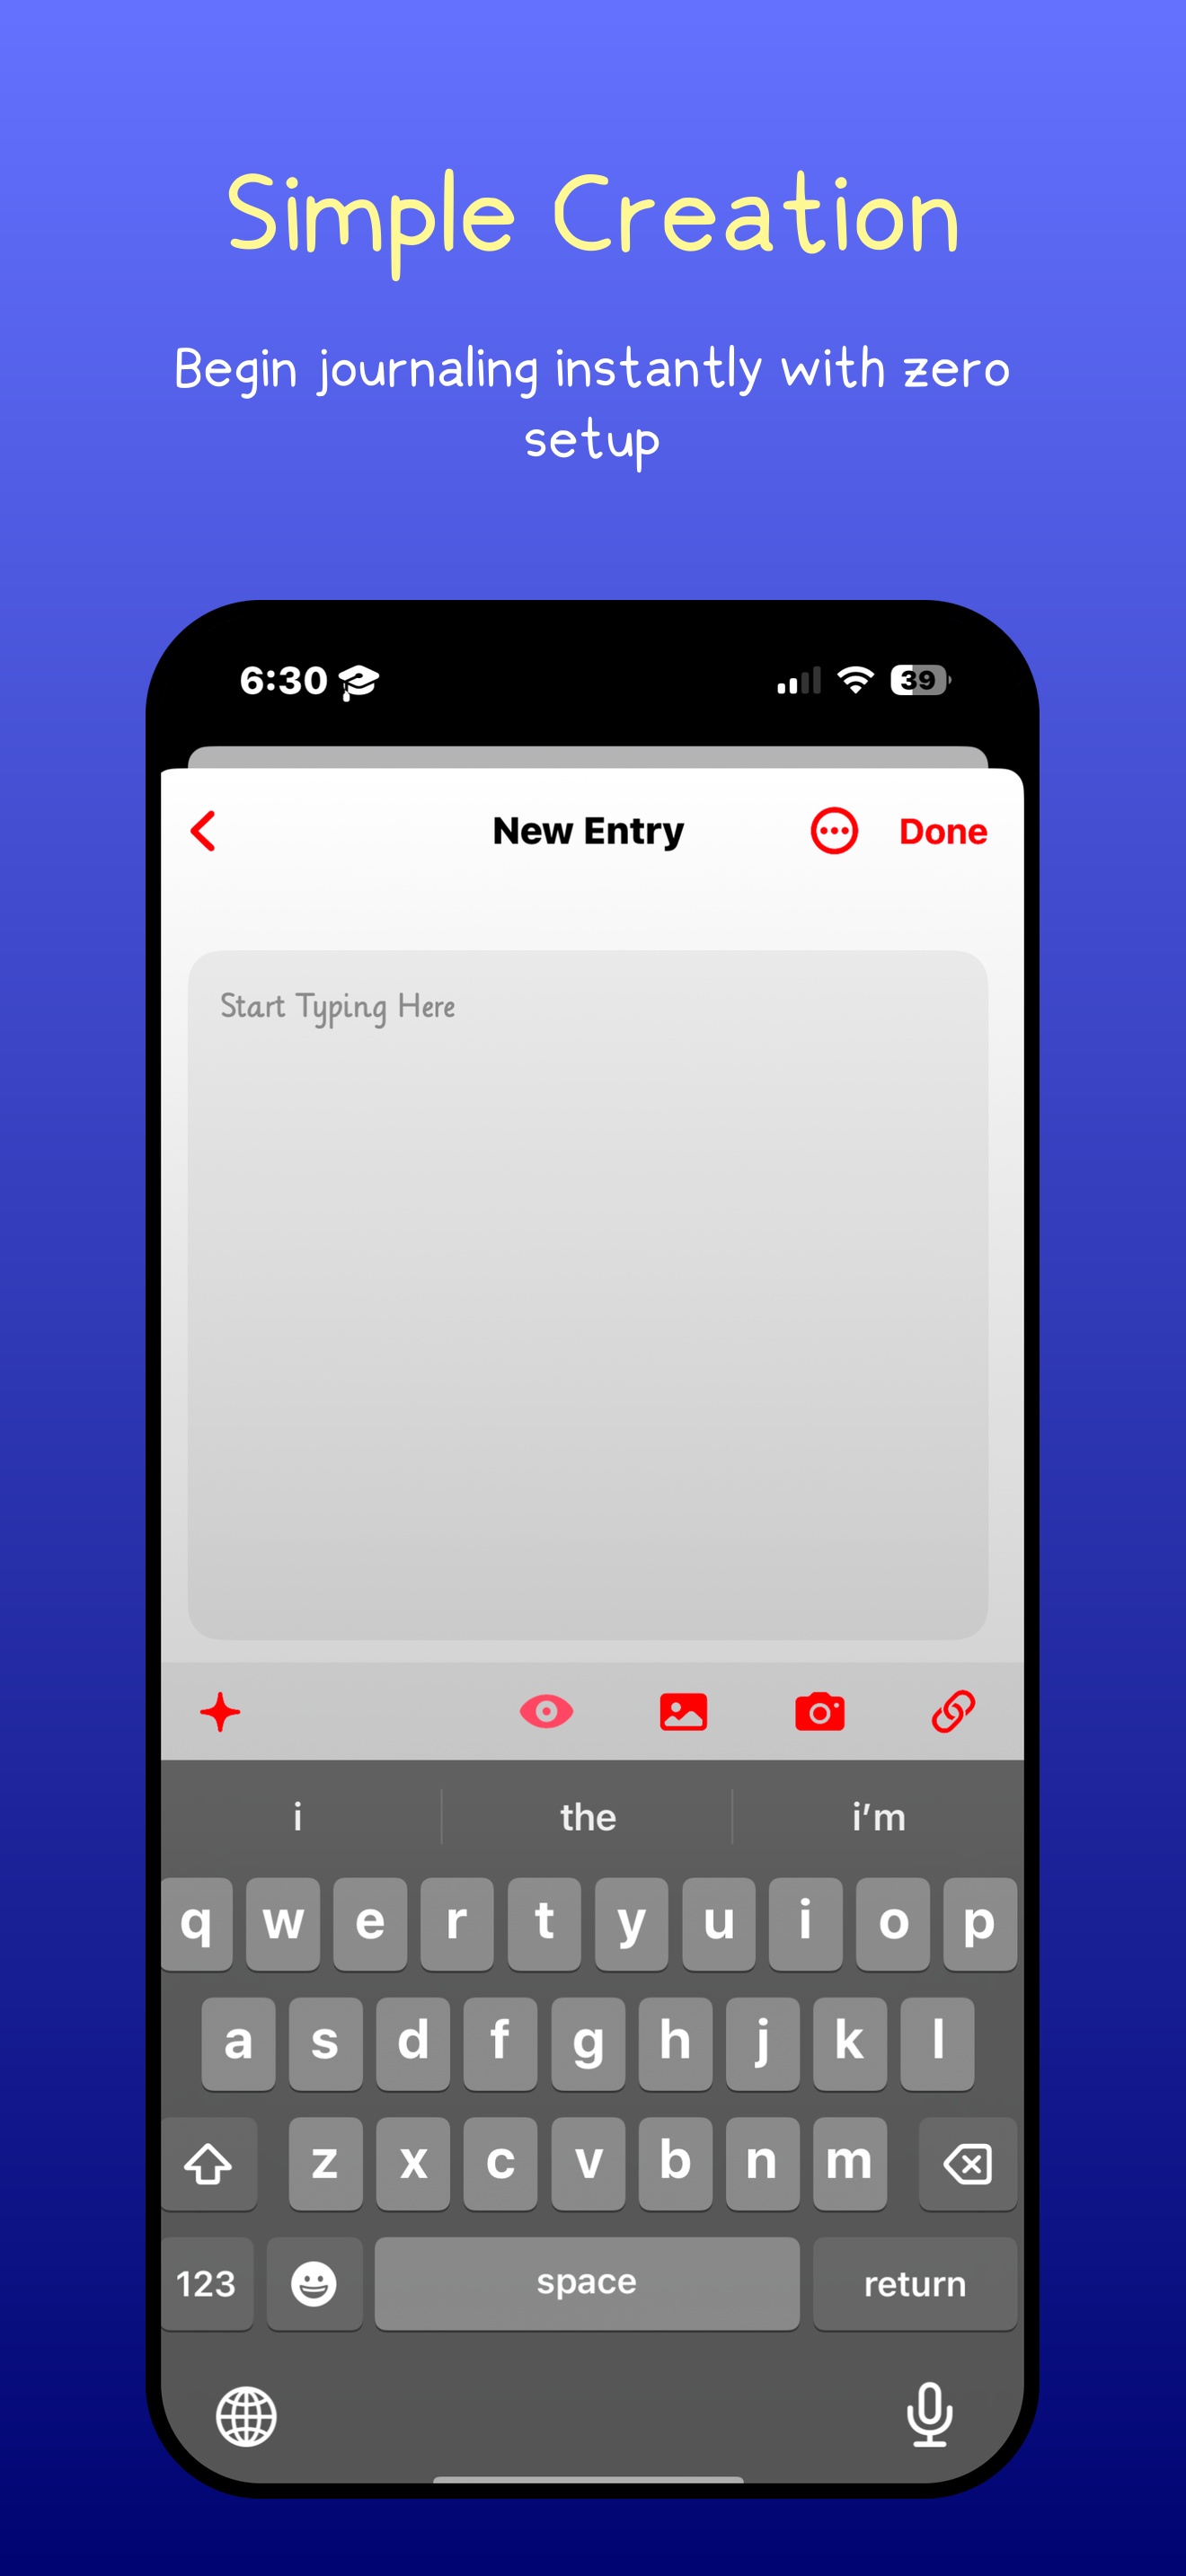 Simple Creation
Begin journaling instantly with zero
setup
6:30 39
New Entry Done
Start Typing Here
i the i’m
q w e r t y u i o p
a s d f g h j k l
z x c v b n m
123 space return